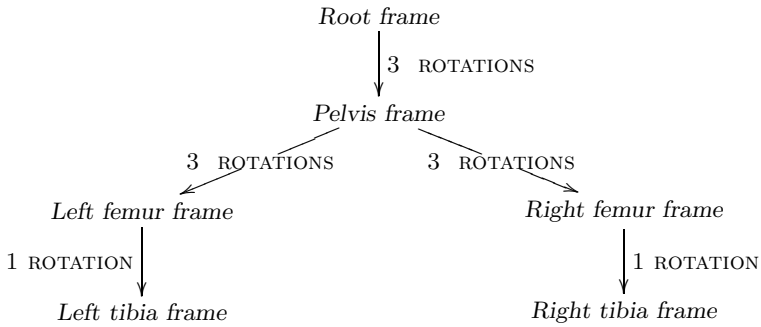 Root frame
3 ROTATIONS
Pelvis frame
3 ROTATIONS
3 ROTATIONS
Left femur frame
Right femur frame
1 ROTATION
1 ROTATION
Left tibia frame
Right tibia frame